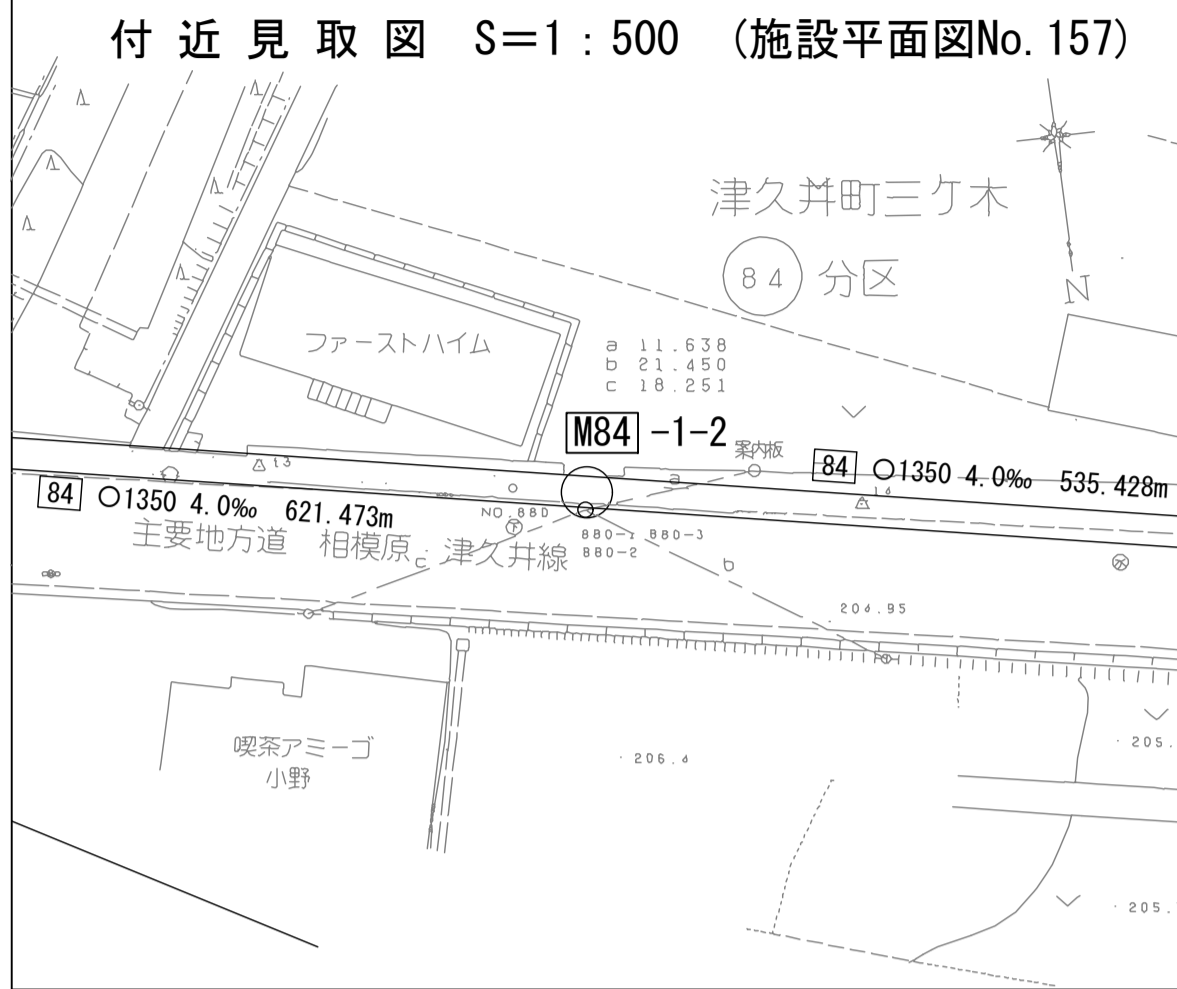 付近見取図 S=1:500 (施設平面図No.157)
津久井町三ケ木
84 分区
N
ファーストハイム
a 11.638
b 21.450
c 18.251
M84 -1-2
案内板
13
a
84 ○1350 4.0‰ 535.428m
84 ○1350 4.0‰ 621.473m
NO.880
主要地方道 相模原 津久井線
c
880-1 880-3
880-2
b
喫茶アミーゴ
小野
205.
205.